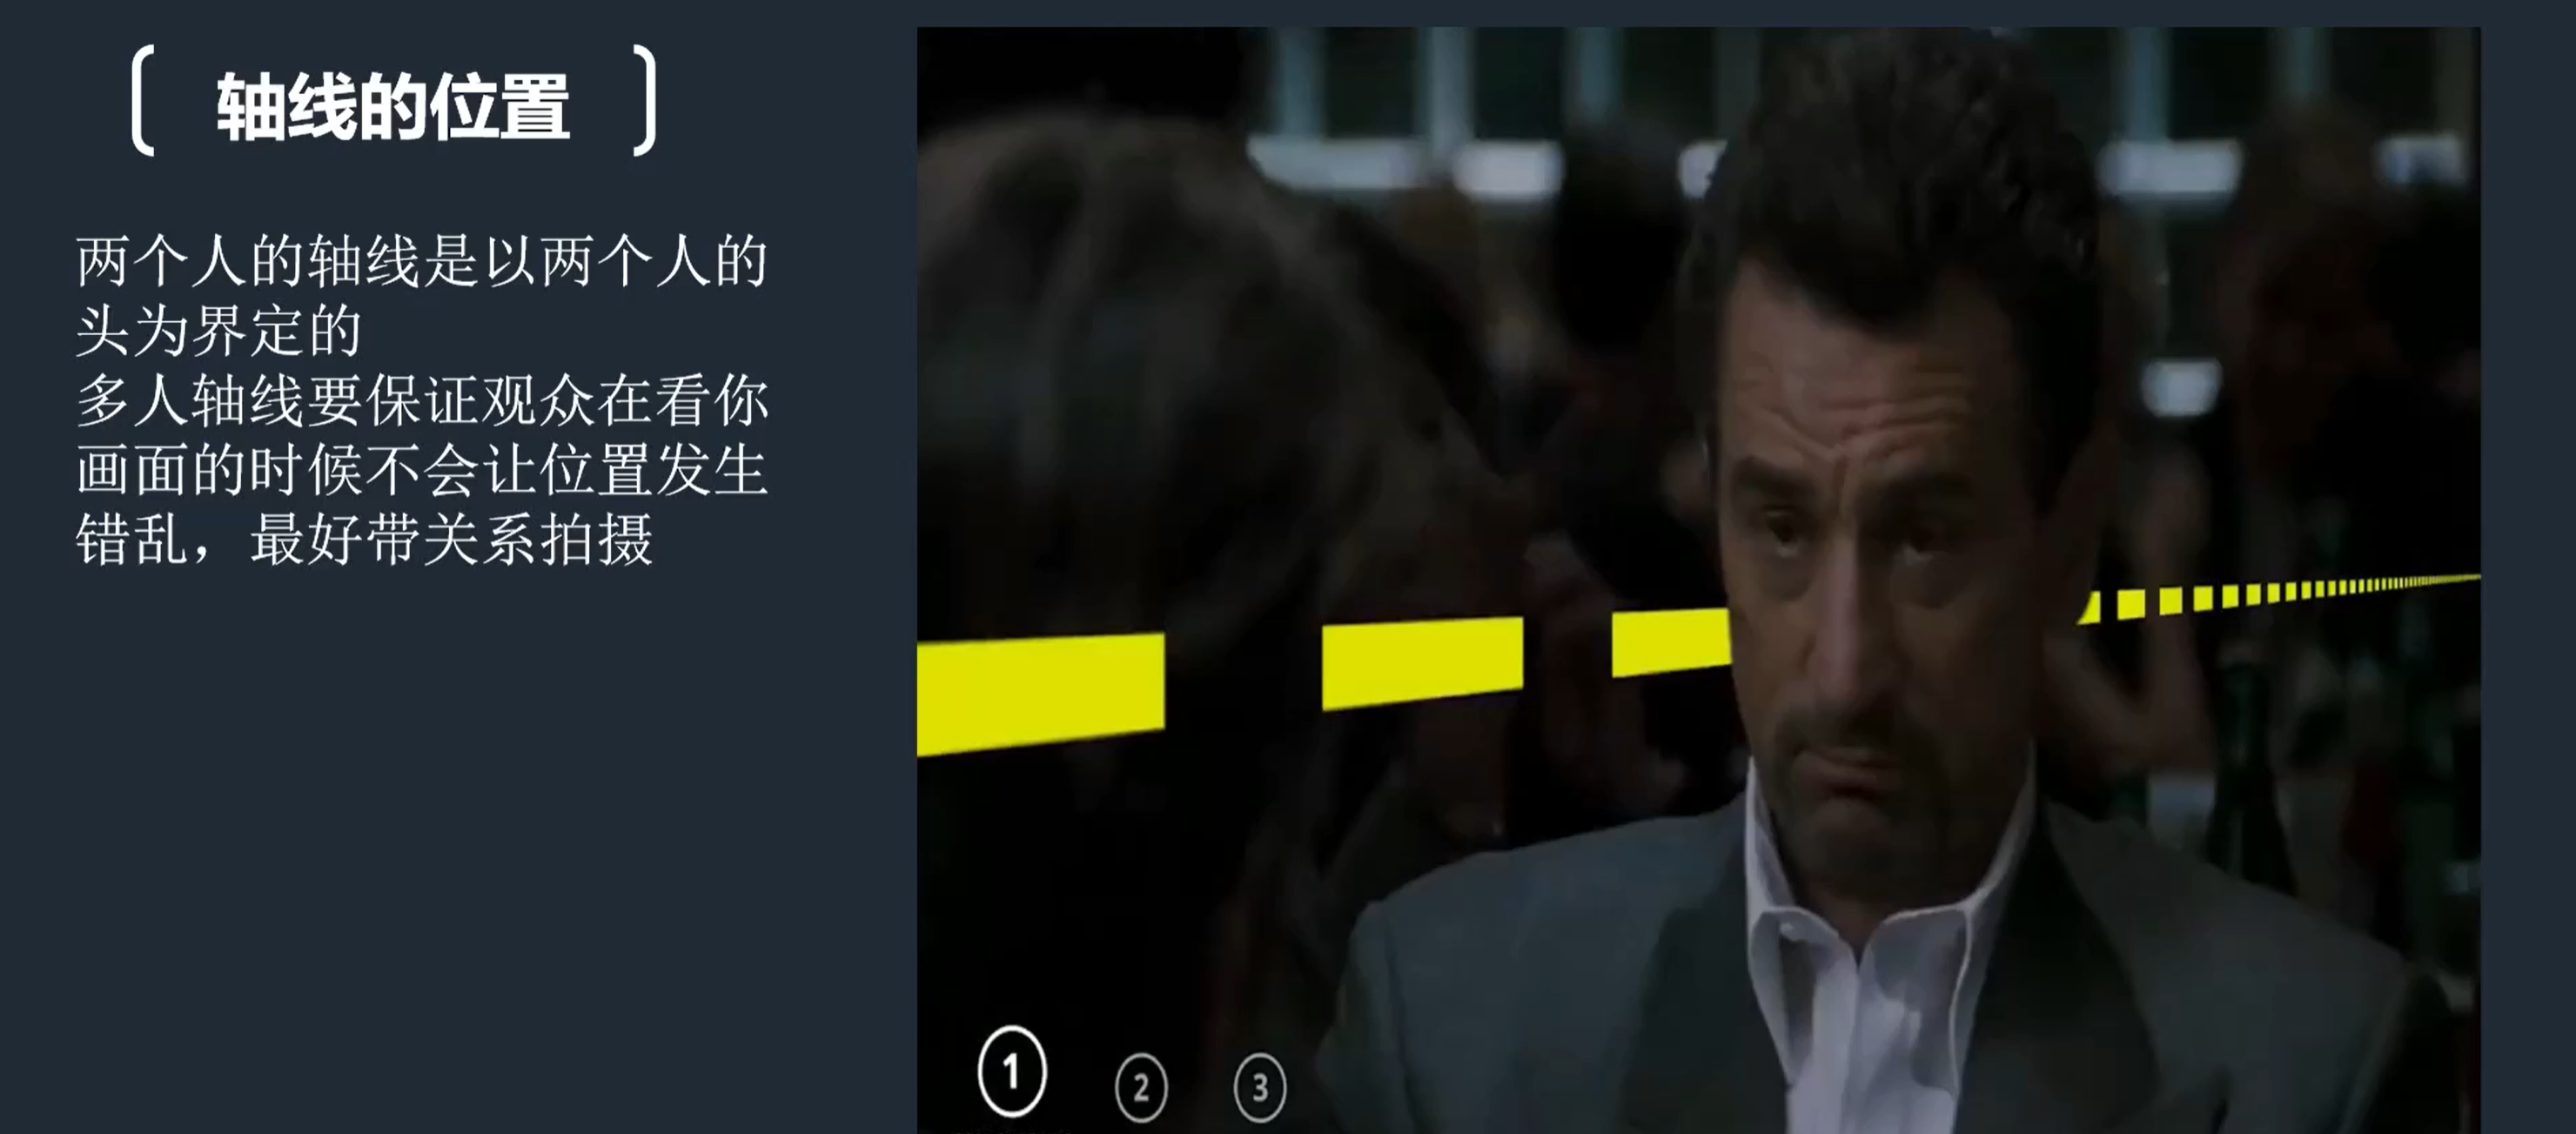 轴线的位置
两个人的轴线是以两个人的
头为界定的
多人轴线要保证观众在看你
画面的时候不会让位置发生
错乱，最好带关系拍摄
1 2 3